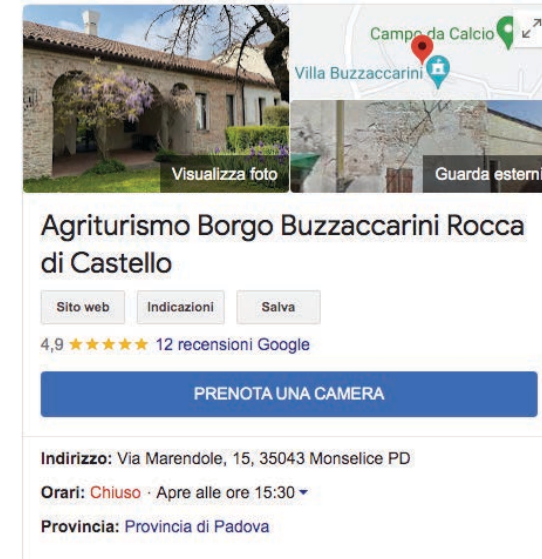 Campo da Calcio
Villa Buzzaccarini
Visualizza foto
Guarda esterni
Agriturismo Borgo Buzzaccarini Rocca
di Castello
Sito web Indicazioni Salva
4,9 ★★★★★ 12 recensioni Google
PRENOTA UNA CAMERA
Indirizzo: Via Marendole, 15, 35043 Monselice PD
Orari: Chiuso · Apre alle ore 15:30
Provincia: Provincia di Padova